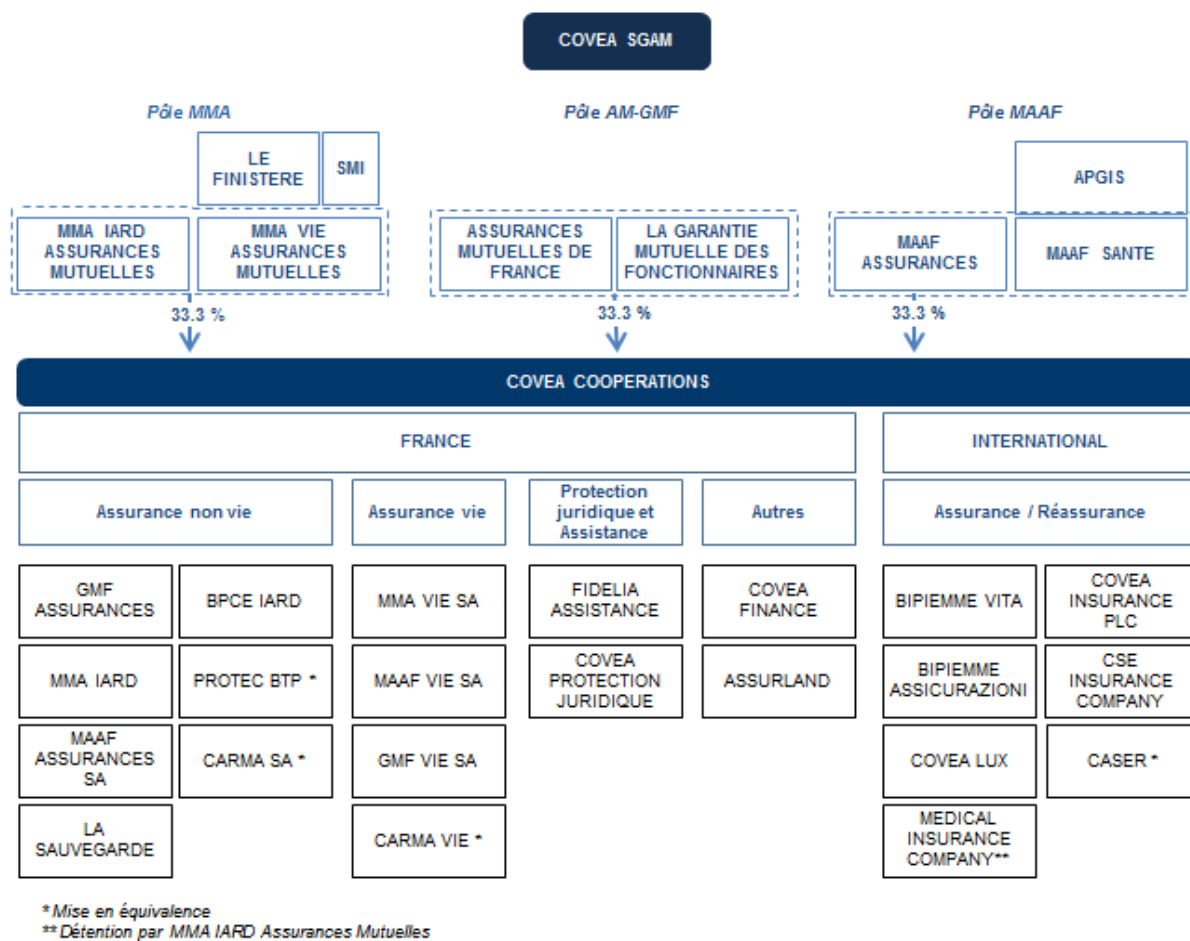 COVEA SGAM
Pôle MMA
Pôle AM-GMF
Pôle MAAF
LE
FINISTERE
SMI
APGIS
MMA IARD
ASSURANCES
MUTUELLES
MMA VIE
ASSURANCES
MUTUELLES
ASSURANCES
MUTUELLES DE
FRANCE
LA GARANTIE
MUTUELLE DES
FONCTIONNAIRES
MAAF
ASSURANCES
MAAF SANTE
33.3 %
33.3 %
33.3 %
COVEA COOPERATIONS
FRANCE
INTERNATIONAL
Assurance non vie
Assurance vie
Protection
juridique et
Assistance
Autres
Assurance / Réassurance
GMF
ASSURANCES
BPCE IARD
MMA VIE SA
FIDELIA
ASSISTANCE
COVEA
FINANCE
BIPIEMME VITA
COVEA
INSURANCE
PLC
MMA IARD
PROTEC BTP *
MAAF VIE SA
COVEA
PROTECTION
JURIDIQUE
ASSURLAND
BIPIEMME
ASSICURAZIONI
CSE
INSURANCE
COMPANY
MAAF
ASSURANCES
SA
CARMA SA *
GMF VIE SA
COVEA LUX
CASER *
LA
SAUVEGARDE
CARMA VIE *
MEDICAL
INSURANCE
COMPANY**
* Mise en équivalence
** Détention par MMA IARD Assurances Mutuelles